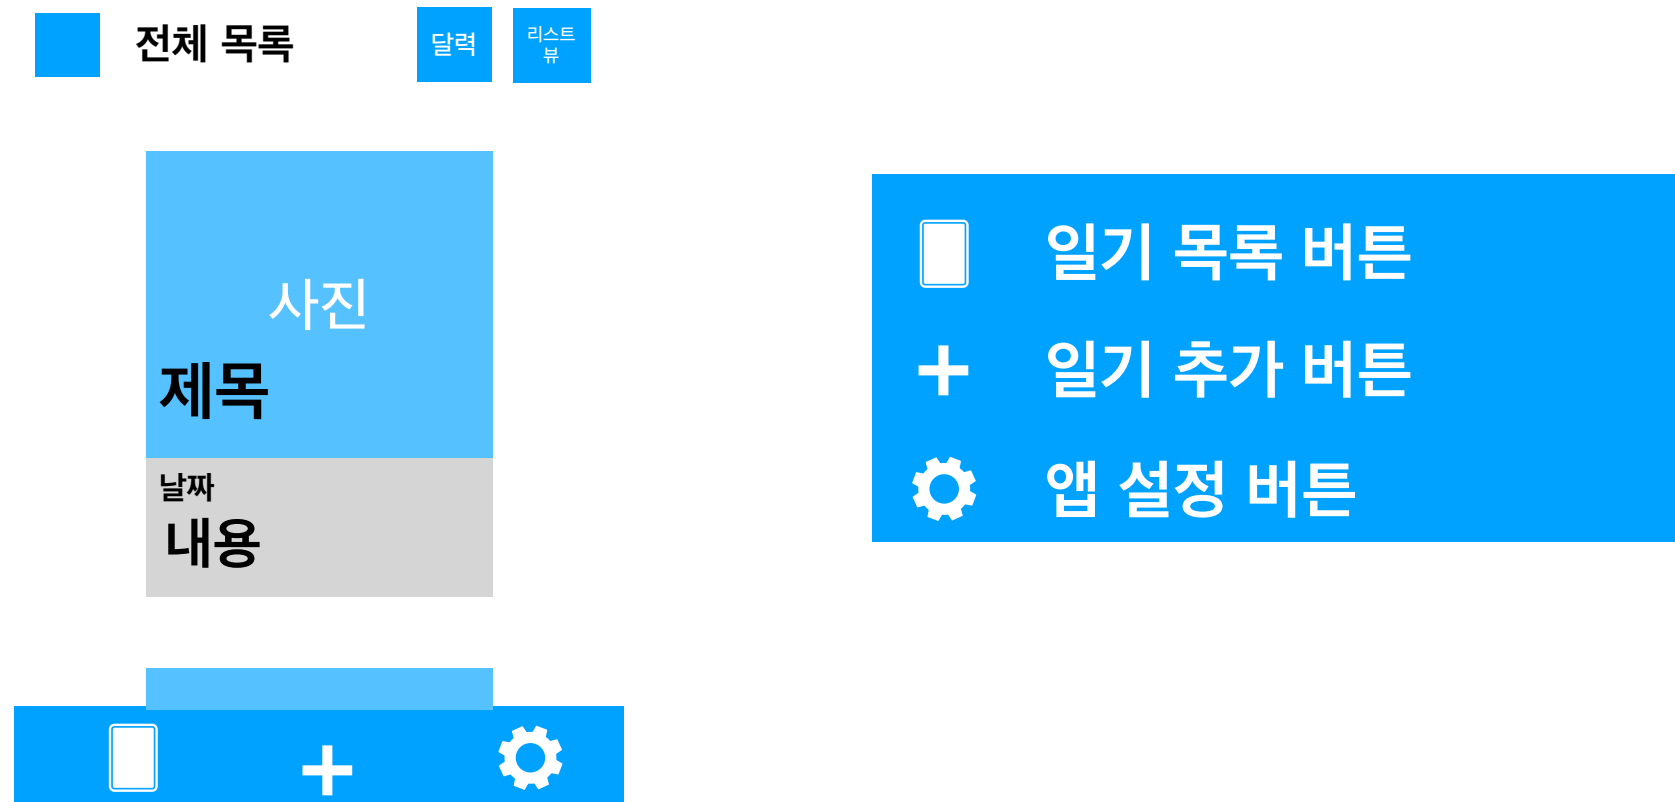 전체 목록
달력
리스트
뷰
사진
제목
날짜
내용
일기 목록 버튼
일기 추가 버튼
앱 설정 버튼